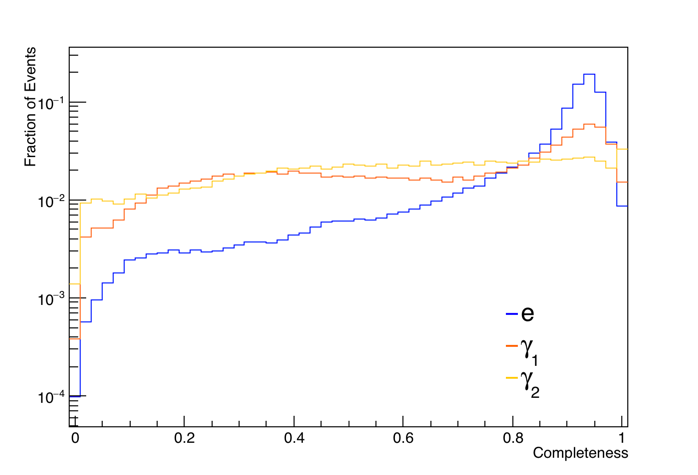 Fraction of Events
10⁻¹
10⁻²
10⁻³
10⁻⁴
e
γ₁
γ₂
0 0.2 0.4 0.6 0.8 1
Completeness